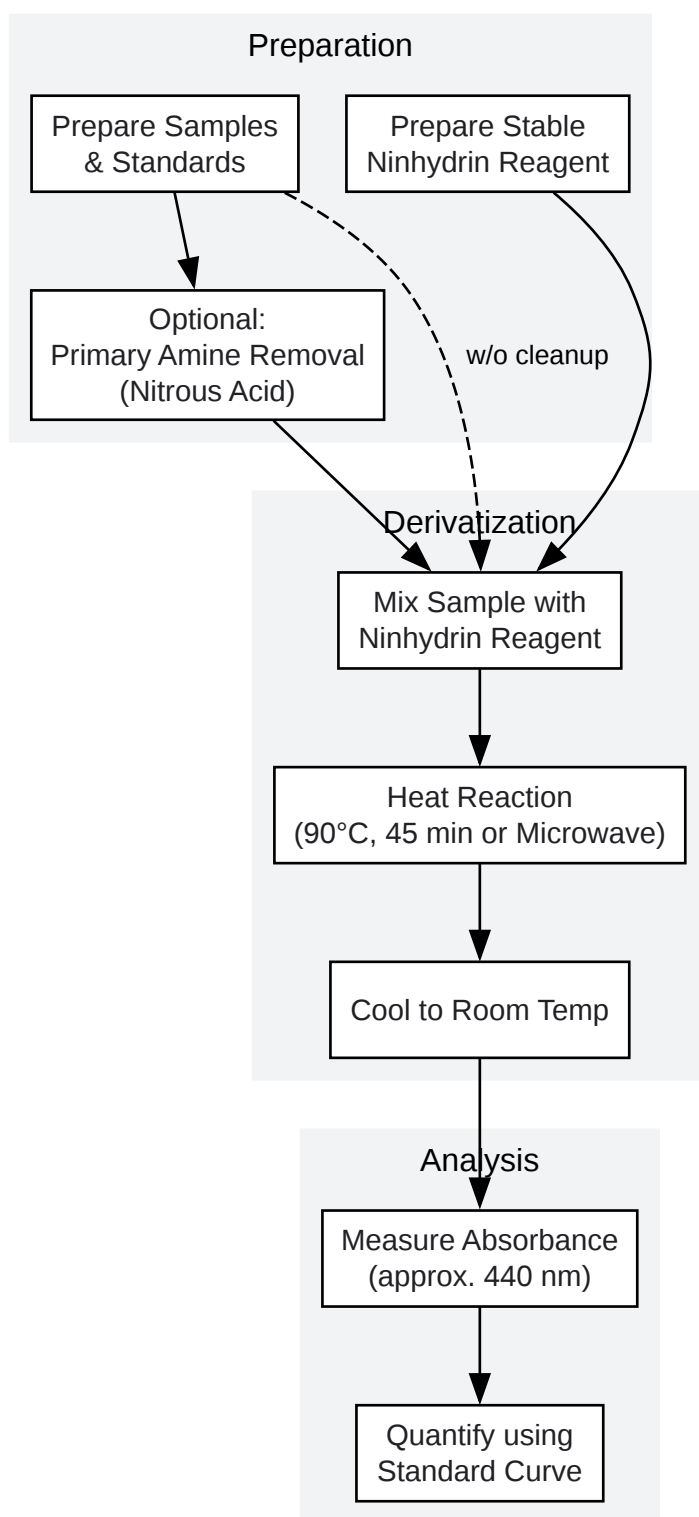 Preparation
Prepare Samples
& Standards
Prepare Stable
Ninhydrin Reagent
Optional:
Primary Amine Removal
(Nitrous Acid)
w/o cleanup
Derivatization
Mix Sample with
Ninhydrin Reagent
Heat Reaction
(90°C, 45 min or Microwave)
Cool to Room Temp
Analysis
Measure Absorbance
(approx. 440 nm)
Quantify using
Standard Curve